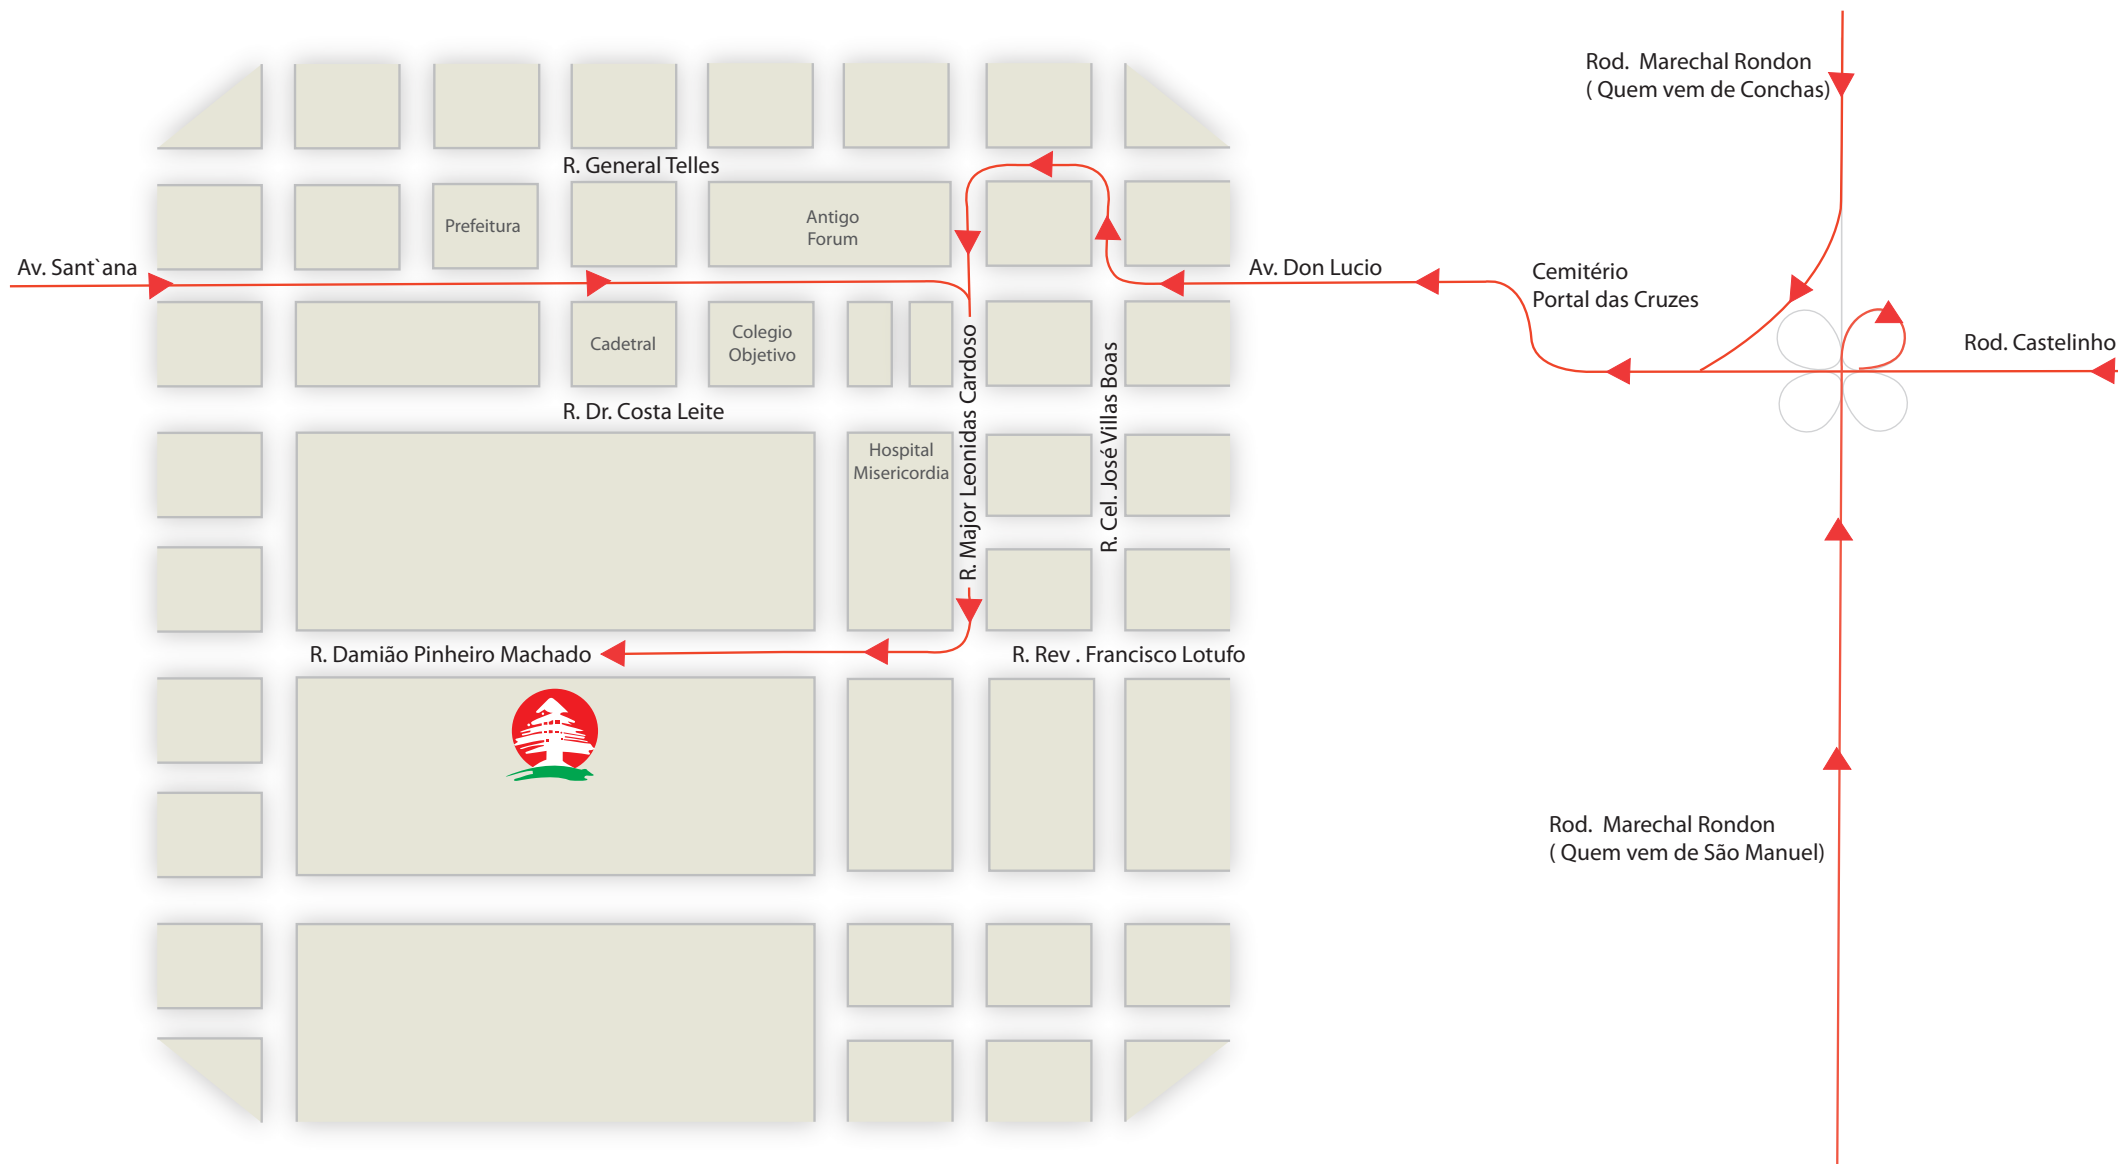 Rod. Marechal Rondon
( Quem vem de Conchas)
R. General Telles
Prefeitura
Antigo
Forum
Av. Sant`ana
Av. Don Lucio
Cemitério
Portal das Cruzes
Rod. Castelinho
Cadetral
Colegio
Objetivo
R. Major Leonidas Cardoso
R. Cel. José Villas Boas
R. Dr. Costa Leite
Hospital
Misericordia
R. Damião Pinheiro Machado
R. Rev . Francisco Lotufo
Rod. Marechal Rondon
( Quem vem de São Manuel)